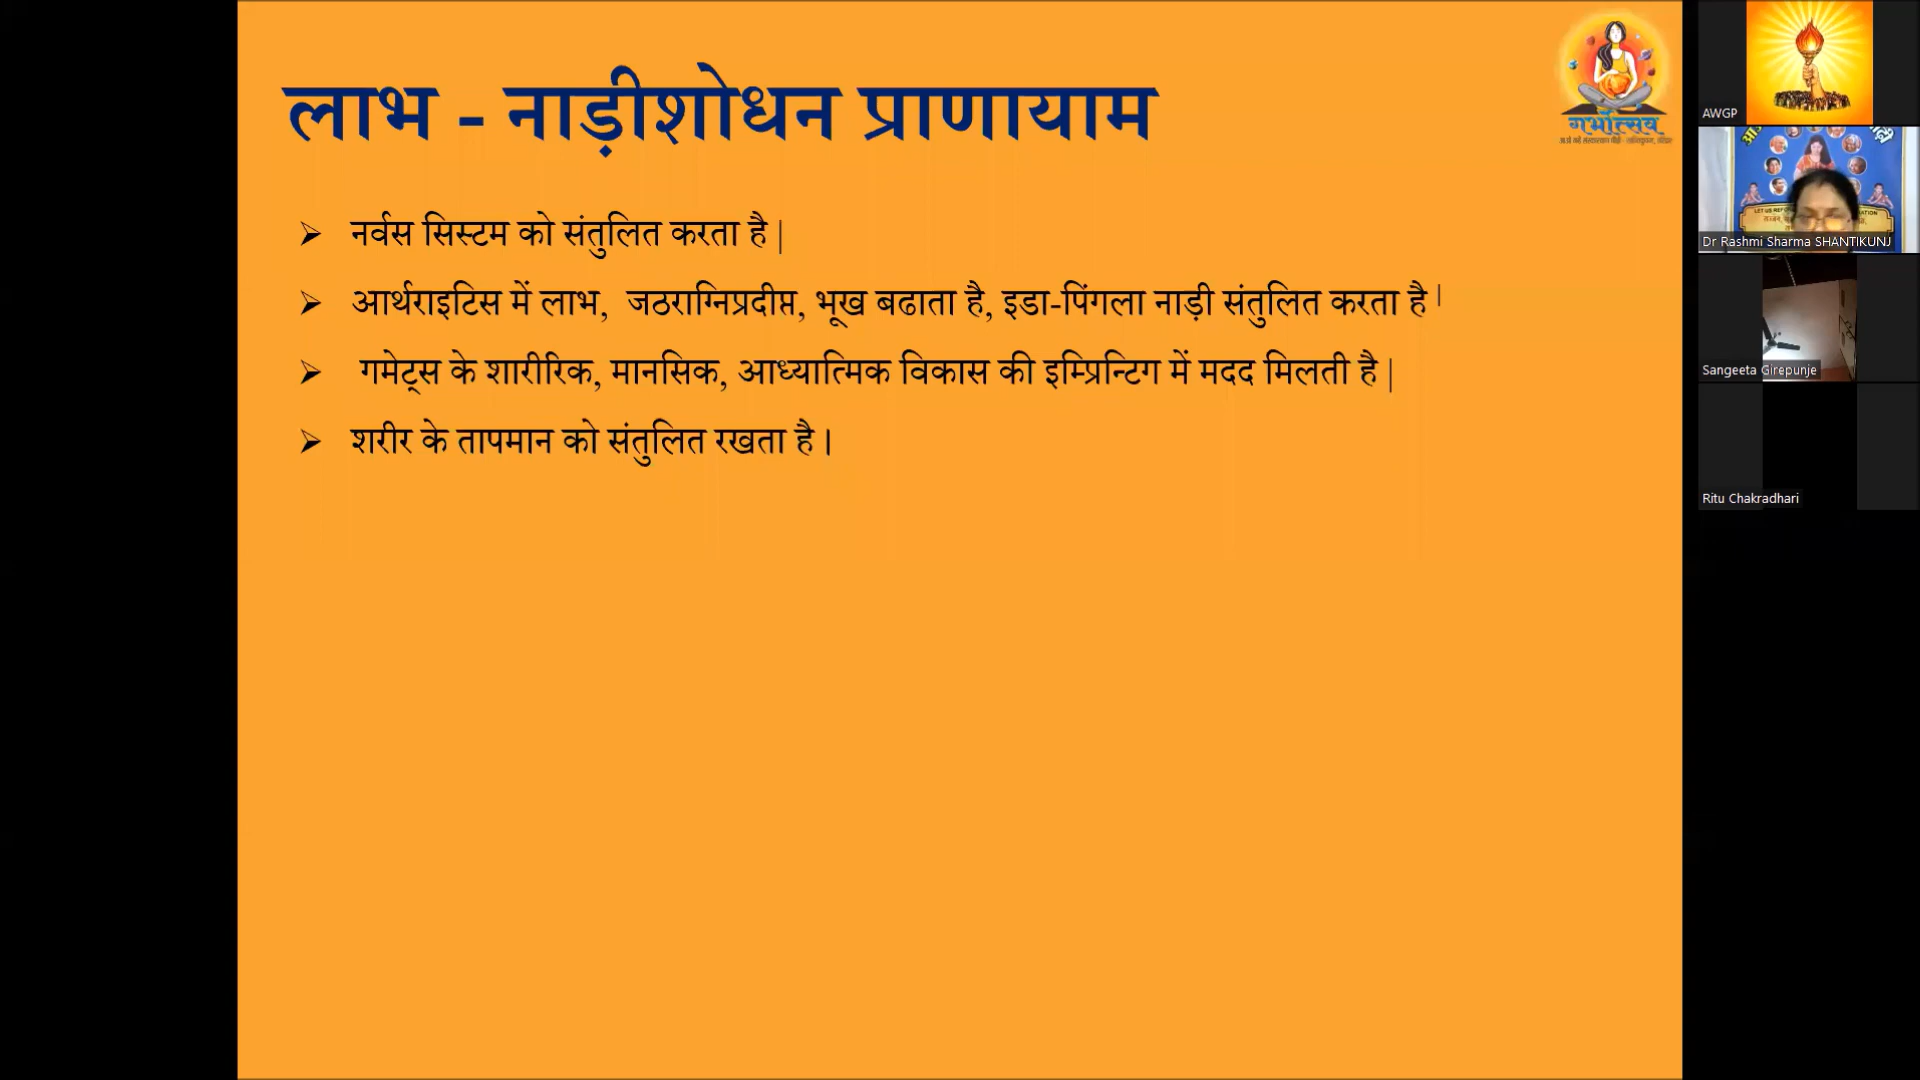 लाभ - नाड़ीशोधन प्राणायाम
➢ नर्वस सिस्टम को संतुलित करता है |
➢ आर्थराइटिस में लाभ, जठराग्निप्रदीप्त, भूख बढाता है, इडा-पिंगला नाड़ी संतुलित करता है |
➢ गमेट्स के शारीरिक, मानसिक, आध्यात्मिक विकास की इम्प्रिन्टिग में मदद मिलती है |
➢ शरीर के तापमान को संतुलित रखता है।
गर्भोत्सव
AWGP
Dr Rashmi Sharma SHANTIKUNJ
Sangeeta Girepunje
Ritu Chakradhari